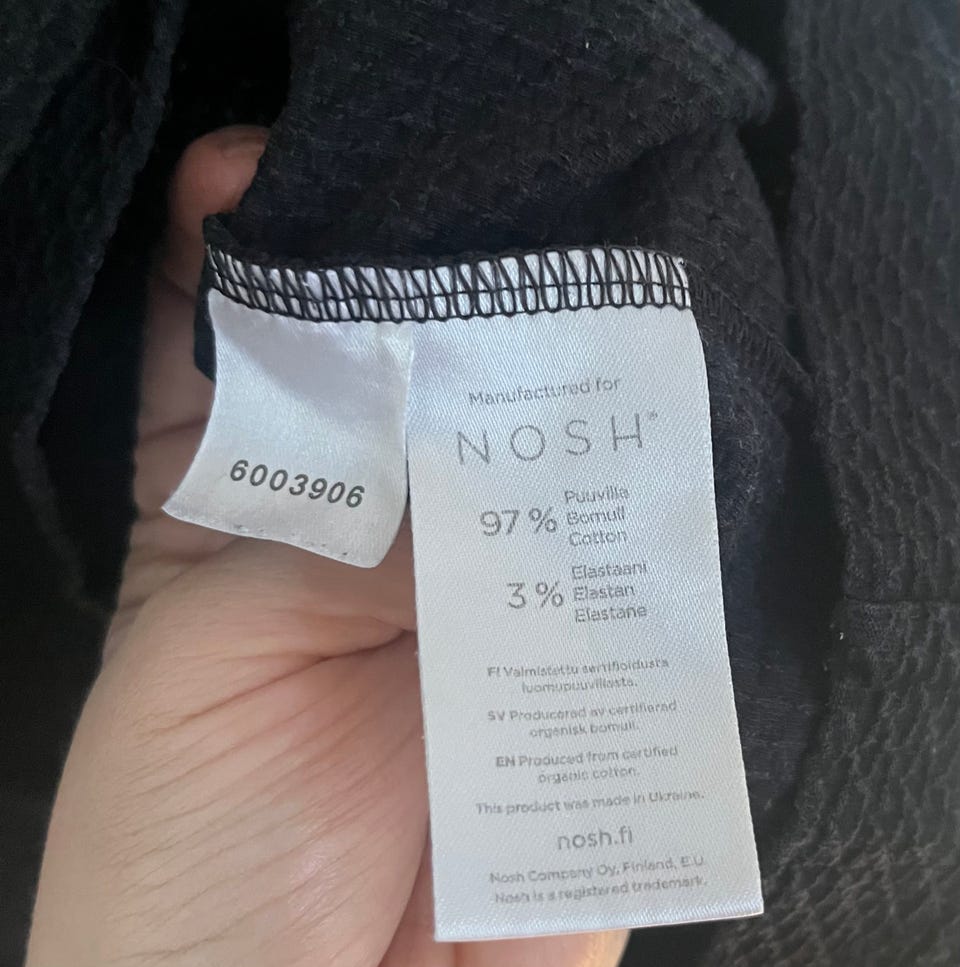 6003906
Manufactured for
NOSH®
97 % Puuvilla
Bomull
Cotton
3 % Elastaani
Elastan
Elastane
FI Valmistettu sertifioidusta
luomupuuvillasta.
SV Producerad av certifierad
organisk bomull.
EN Produced from certified
organic cotton.
This product was made in Ukraine.
nosh.fi
Nosh Company Oy, Finland, E.U.
Nosh is a registered trademark.